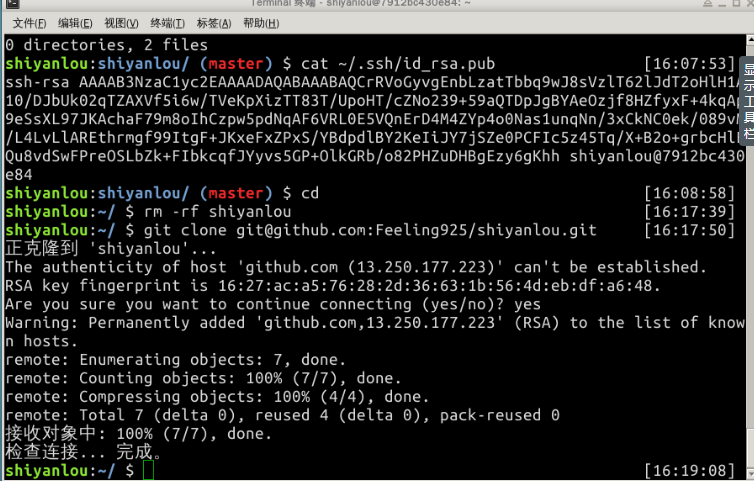 Terminal 终端 - shiyanlou@7912bc430e84: ~
文件(F) 编辑(E) 视图(V) 终端(T) 标签(A) 帮助(H)
0 directories, 2 files
shiyanlou:shiyanlou/ (master) $ cat ~/.ssh/id_rsa.pub [16:07:53]
ssh-rsa AAAAB3NzaC1yc2EAAAADAQABAAABAQCrRVoGyvgEnbLzatTbbq9wJ8sVzlT62lJdT2oHlH1A
10/DJbUk02qTZAXVf5i6w/TVeKpXizTT83T/UpoHT/cZNo239+59aQTDpJgBYAeOzjf8HZfyxF+4kqAp
9eSsXL97JKAchaF79m8oIhCzpw5pdNqAF6VRL0E5VQnErD4M4ZYp4o0Nas1unqNn/3xCkNC0ek/089vM
/L4LvLlAREthrmgf99ItgF+JKxeFxZPxS/YBdpdlBY2KeIiJY7jSZe0PCFIc5z45Tq/X+B2o+grbcHlF
Qu8vdSwFPreOSLbZk+FIbkcqfJYyvs5GP+OlkGRb/o82PHZuDHBgEzy6gKhh shiyanlou@7912bc430
e84
shiyanlou:shiyanlou/ (master) $ cd [16:08:58]
shiyanlou:~/ $ rm -rf shiyanlou [16:17:39]
shiyanlou:~/ $ git clone git@github.com:Feeling925/shiyanlou.git [16:17:50]
正克隆到 'shiyanlou'...
The authenticity of host 'github.com (13.250.177.223)' can't be established.
RSA key fingerprint is 16:27:ac:a5:76:28:2d:36:63:1b:56:4d:eb:df:a6:48.
Are you sure you want to continue connecting (yes/no)? yes
Warning: Permanently added 'github.com,13.250.177.223' (RSA) to the list of know
n hosts.
remote: Enumerating objects: 7, done.
remote: Counting objects: 100% (7/7), done.
remote: Compressing objects: 100% (4/4), done.
remote: Total 7 (delta 0), reused 4 (delta 0), pack-reused 0
接收对象中: 100% (7/7), done.
检查连接... 完成。
shiyanlou:~/ $ [16:19:08]
显示工具栏